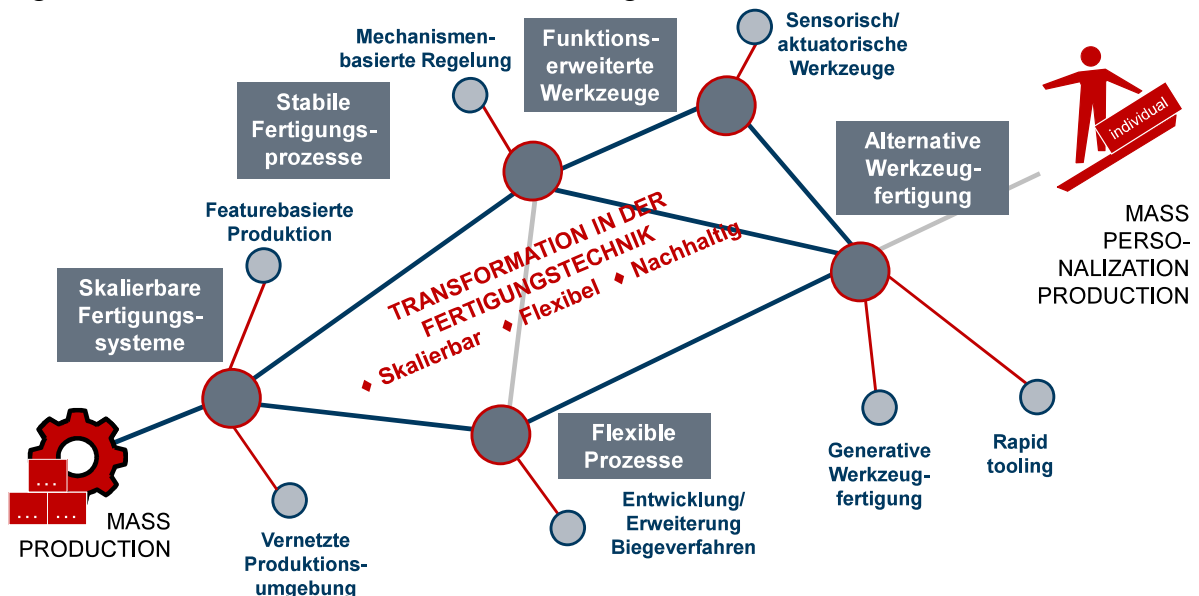 Mechanismen-
basierte Regelung
Funktions-
erweiterte
Werkzeuge
Sensorisch/
aktuatorische
Werkzeuge
Stabile
Fertigungs-
prozesse
individual
Alternative
Werkzeug-
fertigung
MASS
PERSO-
NALIZATION
PRODUCTION
Featurebasierte
Produktion
TRANSFORMATION IN DER
FERTIGUNGSTECHNIK
♦ Skalierbar ♦ Flexibel ♦ Nachhaltig
Skalierbare
Fertigungs-
systeme
Flexible
Prozesse
Generative
Werkzeug-
fertigung
Rapid
tooling
...
... ...
MASS
PRODUCTION
Vernetzte
Produktions-
umgebung
Entwicklung/
Erweiterung
Biegeverfahren